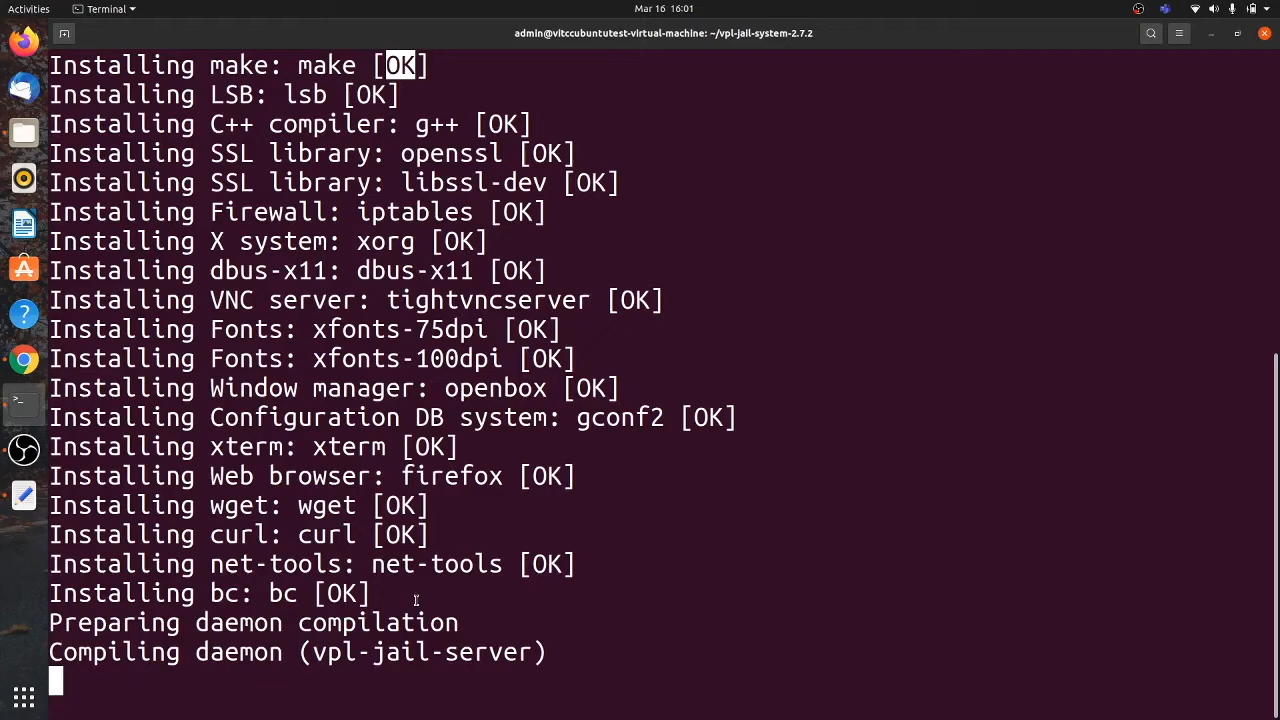 Activities
Terminal
Mar 16 16:01
admin@vitccubuntutest-virtual-machine: ~/vpl-jail-system-2.7.2
Installing make: make [OK]
Installing LSB: lsb [OK]
Installing C++ compiler: g++ [OK]
Installing SSL library: openssl [OK]
Installing SSL library: libssl-dev [OK]
Installing Firewall: iptables [OK]
Installing X system: xorg [OK]
Installing dbus-x11: dbus-x11 [OK]
Installing VNC server: tightvncserver [OK]
Installing Fonts: xfonts-75dpi [OK]
Installing Fonts: xfonts-100dpi [OK]
Installing Window manager: openbox [OK]
Installing Configuration DB system: gconf2 [OK]
Installing xterm: xterm [OK]
Installing Web browser: firefox [OK]
Installing wget: wget [OK]
Installing curl: curl [OK]
Installing net-tools: net-tools [OK]
Installing bc: bc [OK]
Preparing daemon compilation
Compiling daemon (vpl-jail-server)